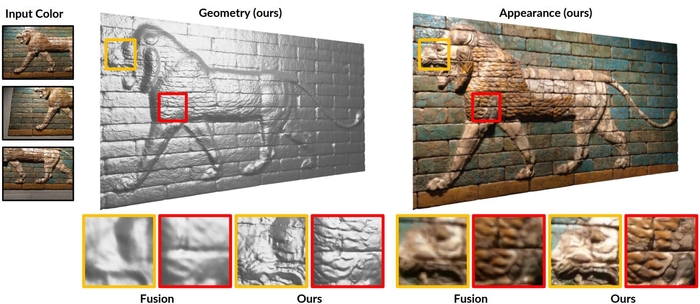 Input Color
Geometry (ours)
Appearance (ours)
Fusion
Ours
Fusion
Ours